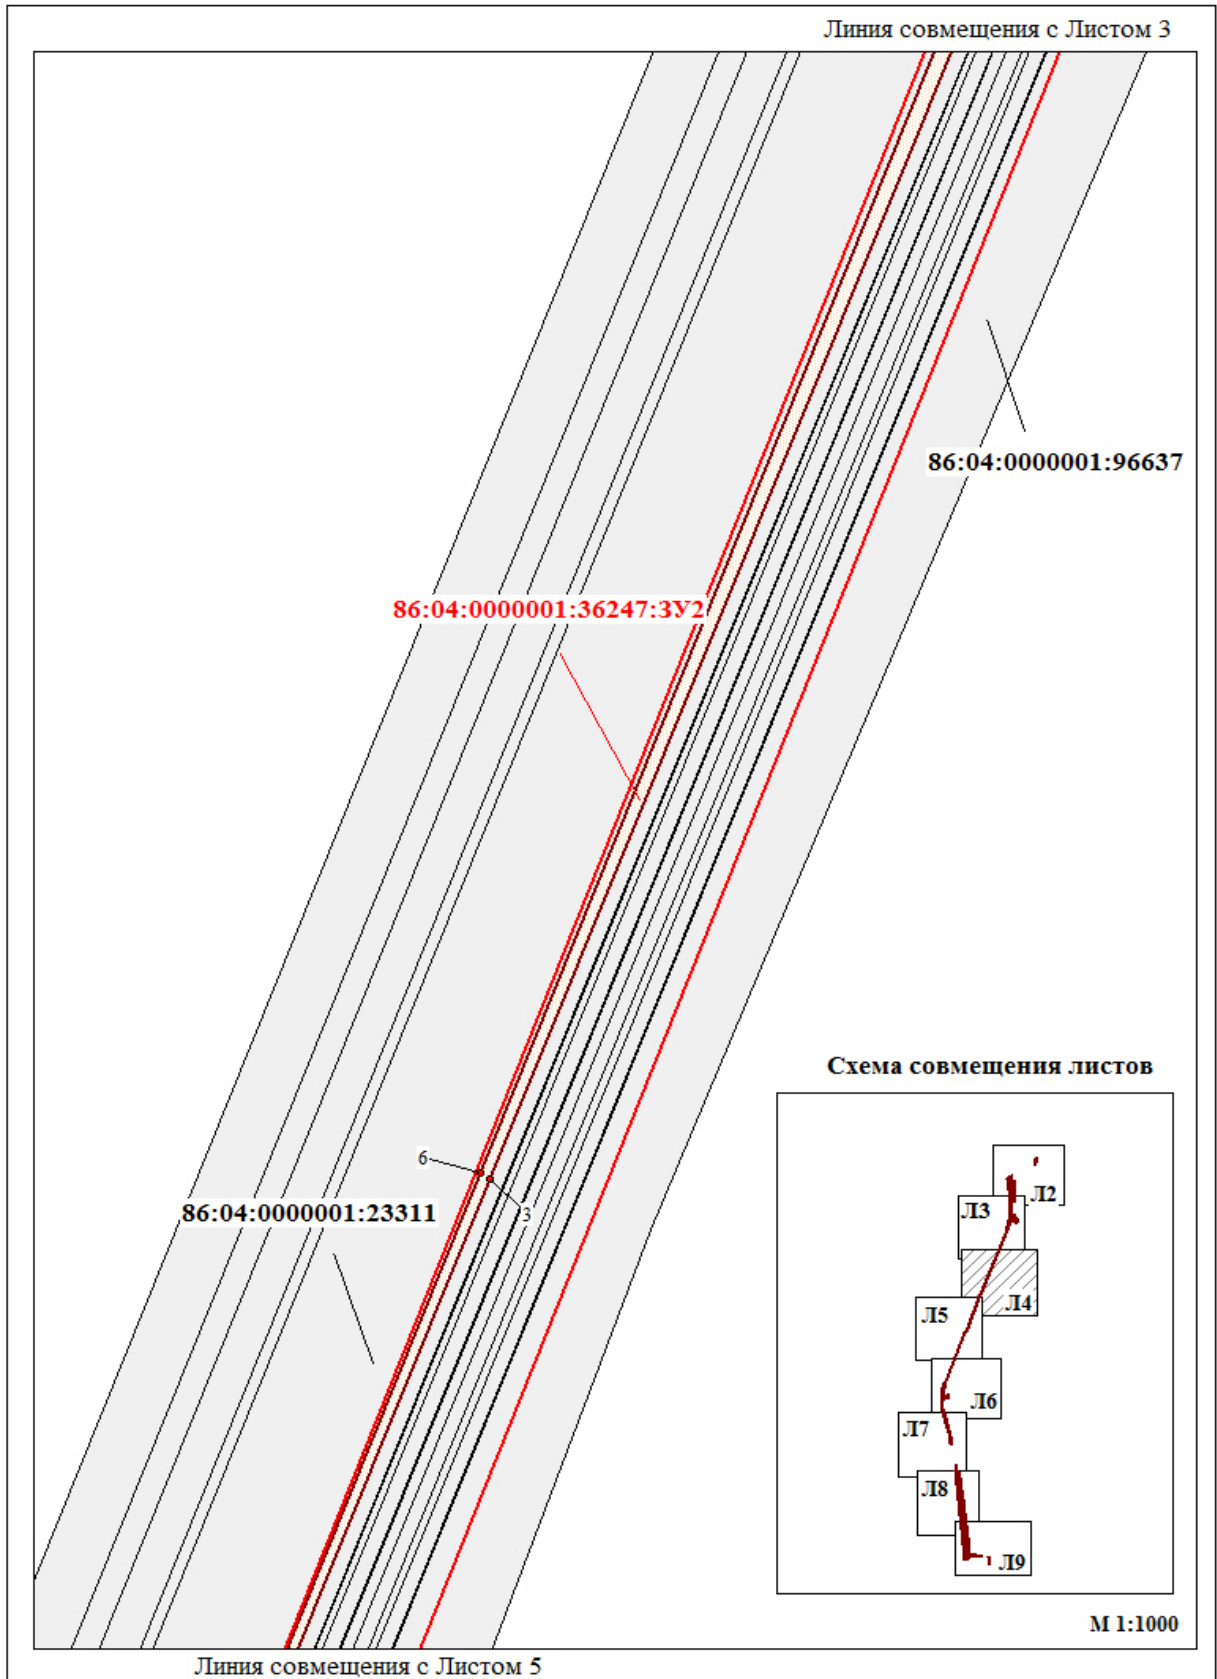 Линия совмещения с Листом 3
86:04:0000001:96637
86:04:0000001:36247:ЗУ2
Схема совмещения листов
6
3
86:04:0000001:23311
Л2
Л3
Л4
Л5
Л6
Л7
Л8
Л9
М 1:1000
Линия совмещения с Листом 5